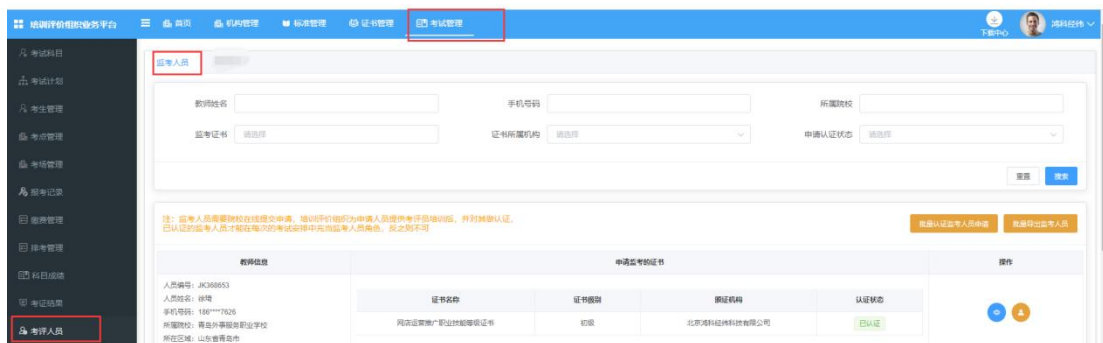 培训评价组织业务平台
首页 机构管理 标准管理 证书管理 考试管理
下载中心
鸿科经纬
考试科目
考试计划
考生管理
考点管理
考场管理
报考记录
缴费管理
排考管理
科目成绩
考证结果
考评人员
监考人员
教师姓名 手机号码 所属院校
监考证书 请选择 证书所属机构 请选择 申请认证状态 请选择
重置 搜索
注：监考人员需要院校在线提交申请，培训评价组织为申请人员提供考评员培训后，并对其做认证。
已认证的监考人员才能在每次的考试安排中充当监考人员角色，反之则不可
批量认证监考人员申请 批量导出监考人员
教师信息 申请监考的证书 操作
人员编号：JK368653
人员姓名：徐
手机号码：186****7626
所属院校：青岛外事服务职业学校
所在区域：山东省青岛市
证书名称 证书级别 颁证机构 认证状态
网店运营推广职业技能等级证书 初级 北京鸿科经纬科技有限公司 已认证